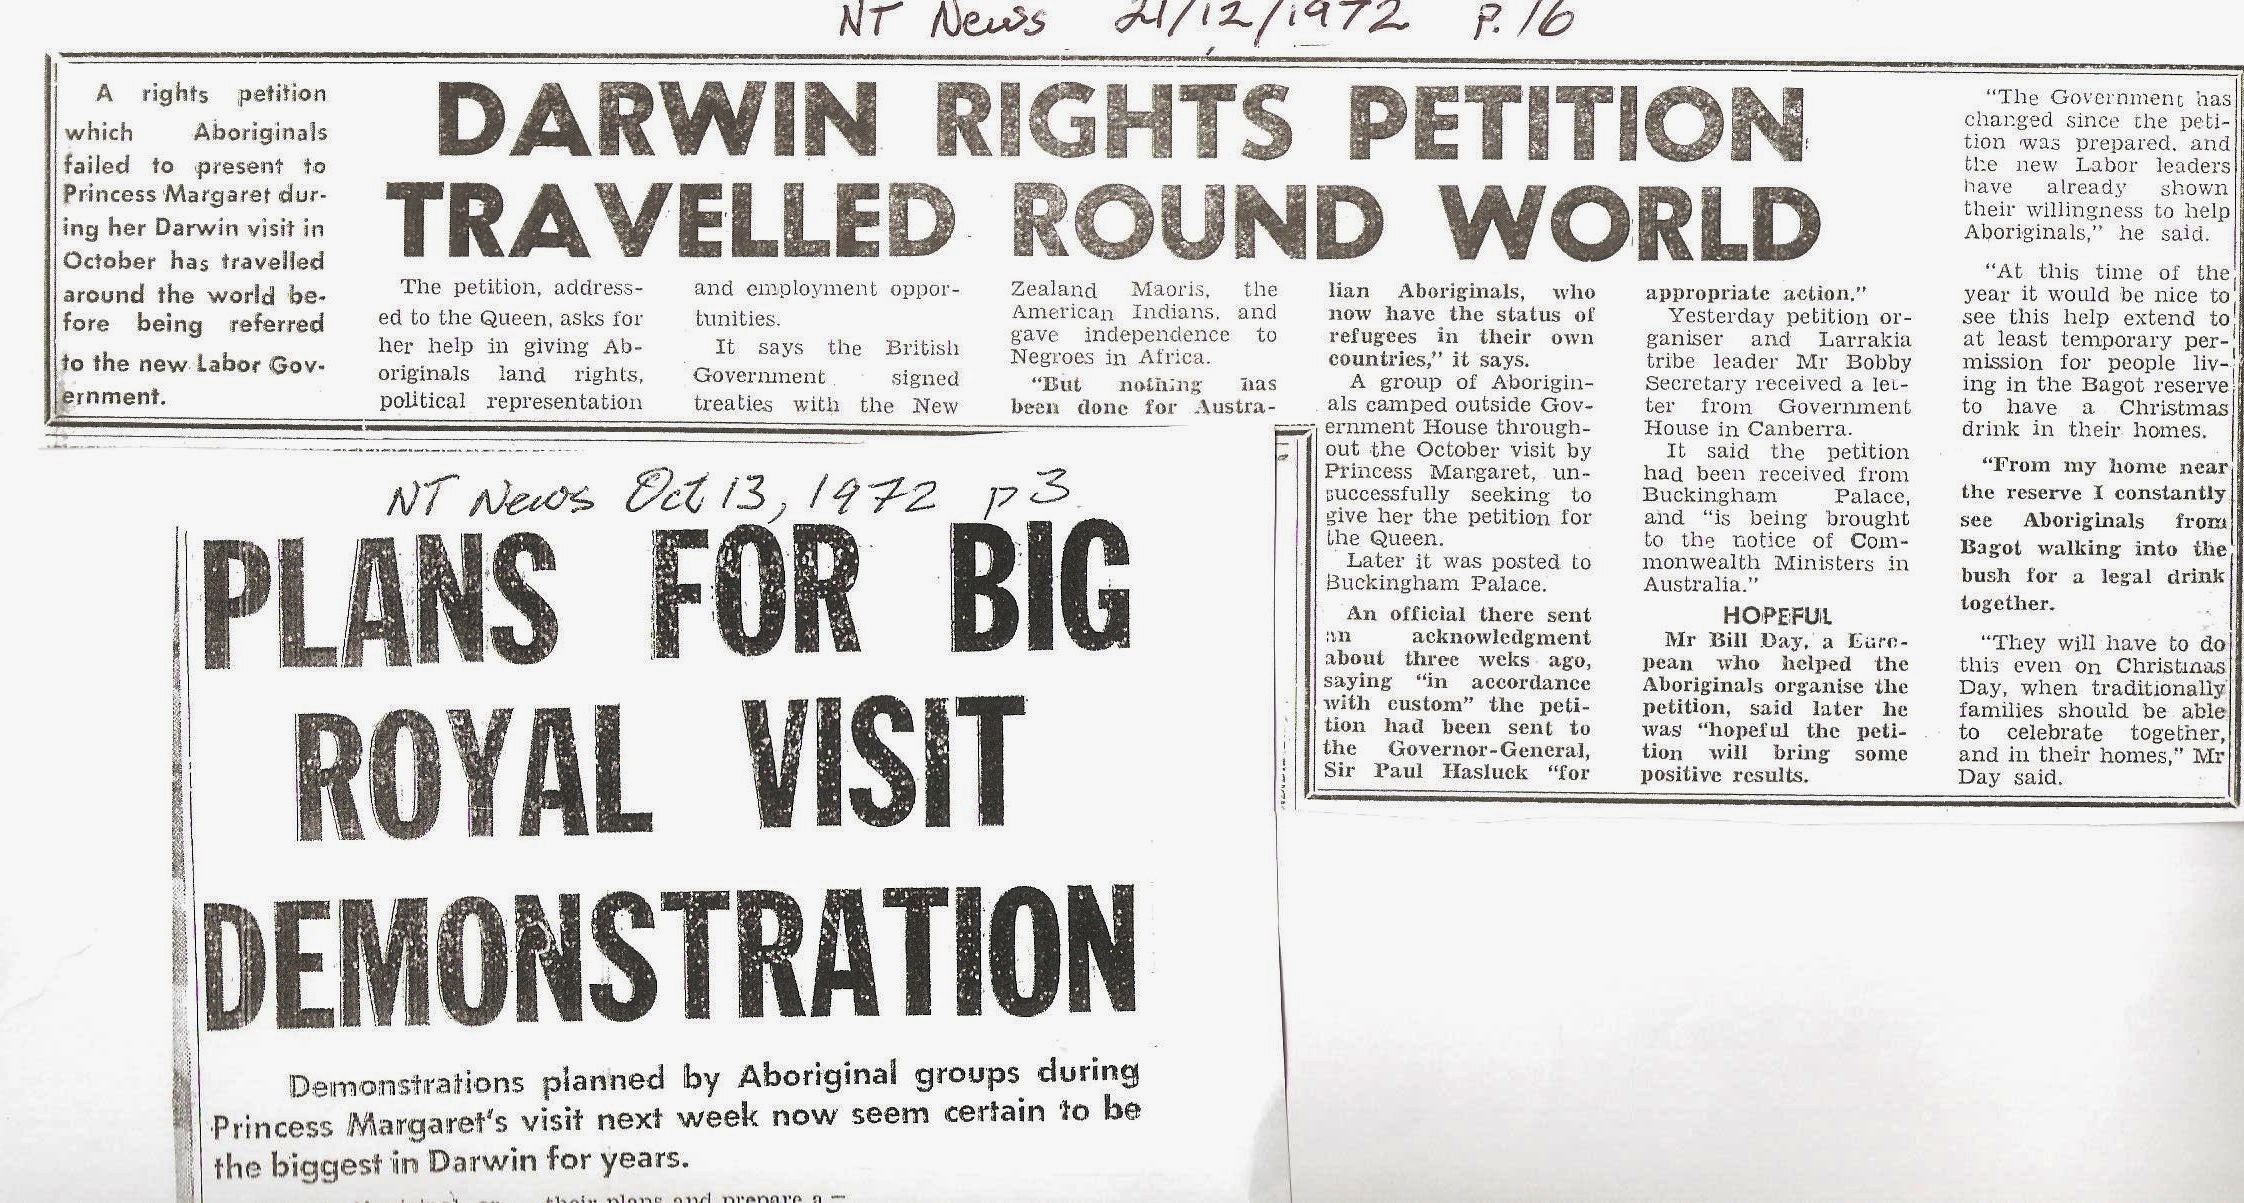 NT News 21/12/1972 p.16
A rights petition
which Aboriginals
failed to present to
Princess Margaret dur-
ing her Darwin visit in
October has travelled
around the world be-
fore being referred
to the new Labor Gov-
ernment.
DARWIN RIGHTS PETITION
TRAVELLED ROUND WORLD
The petition, address-
ed to the Queen, asks for
her help in giving Ab-
originals land rights,
political representation
and employment oppor-
tunities.
It says the British
Government signed
treaties with the New
Zealand Maoris, the
American Indians, and
gave independence to
Negroes in Africa.
"But nothing has
been done for Austra-
lian Aboriginals, who
now have the status of
refugees in their own
countries," it says.
A group of Aborigin-
als camped outside Gov-
ernment House through-
out the October visit by
Princess Margaret, un-
successfully seeking to
give her the petition for
the Queen.
Later it was posted to
Buckingham Palace.
An official there sent
an acknowledgment
about three weks ago,
saying "in accordance
with custom" the peti-
tion had been sent to
the Governor-General,
Sir Paul Hasluck "for
appropriate action."
Yesterday petition or-
ganiser and Larrakia
tribe leader Mr Bobby
Secretary received a let-
ter from Government
House in Canberra.
It said the petition
had been received from
Buckingham Palace,
and "is being brought
to the notice of Com-
monwealth Ministers in
Australia."
HOPEFUL
Mr Bill Day, a Euro-
pean who helped the
Aboriginals organise the
petition, said later he
was "hopeful the peti-
tion will bring some
positive results.
"The Government has
changed since the peti-
tion was prepared, and
the new Labor leaders
have already shown
their willingness to help
Aboriginals," he said.
"At this time of the
year it would be nice to
see this help extend to
at least temporary per-
mission for people liv-
ing in the Bagot reserve
to have a Christmas
drink in their homes.
"From my home near
the reserve I constantly
see Aboriginals from
Bagot walking into the
bush for a legal drink
together.
"They will have to do
this even on Christmas
Day, when traditionally
families should be able
to celebrate together,
and in their homes," Mr
Day said.
NT News Oct 13, 1972 p3
PLANS FOR BIG
ROYAL VISIT
DEMONSTRATION
Demonstrations planned by Aboriginal groups during
Princess Margaret's visit next week now seem certain to be
the biggest in Darwin for years.
their plans and prepare a